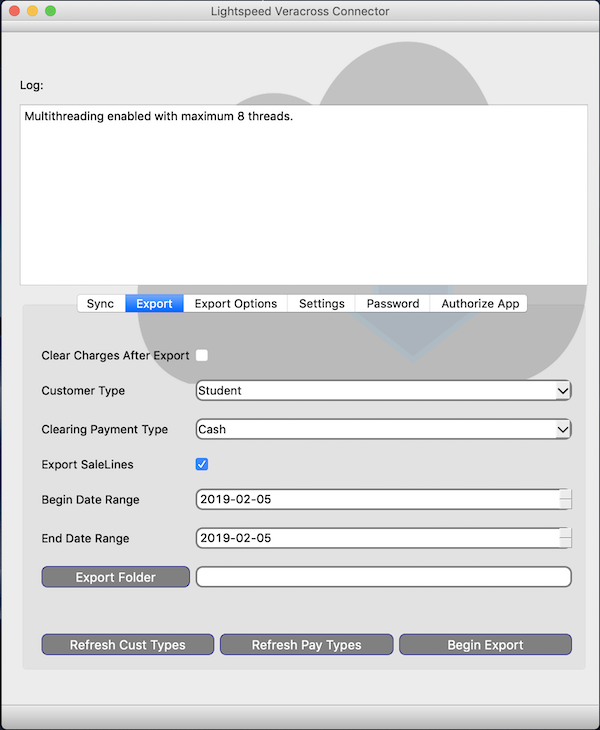 Lightspeed Veracross Connector
Log:
Multithreading enabled with maximum 8 threads.
Sync Export Export Options Settings Password Authorize App
Clear Charges After Export
Customer Type Student
Clearing Payment Type Cash
Export SaleLines
Begin Date Range 2019-02-05
End Date Range 2019-02-05
Export Folder
Refresh Cust Types Refresh Pay Types Begin Export